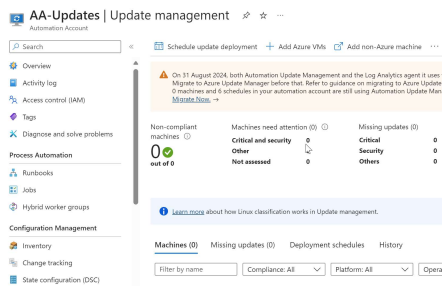 AA-Updates | Update management
Automation Account
Search
«
Schedule update deployment
Add Azure VMs
Add non-Azure machine
Overview
Activity log
Access control (IAM)
Tags
Diagnose and solve problems
Process Automation
Runbooks
Jobs
Hybrid worker groups
Configuration Management
Inventory
Change tracking
State configuration (DSC)
On 31 August 2024, both Automation Update Management and the Log Analytics agent it uses
Migrate to Azure Update Manager before that. Refer to guidance on migrating to Azure Update
0 machines and 6 schedules in your automation account are still using Automation Update Man
Migrate Now. →
Non-compliant machines
0
out of 0
Machines need attention (0)
Critical and security 0
Other 0
Not assessed 0
Missing updates (0)
Critical 0
Security 0
Others 0
Learn more about how Linux classification works in Update management.
Machines (0) Missing updates (0) Deployment schedules History
Filter by name
Compliance: All
Platform: All
Opera